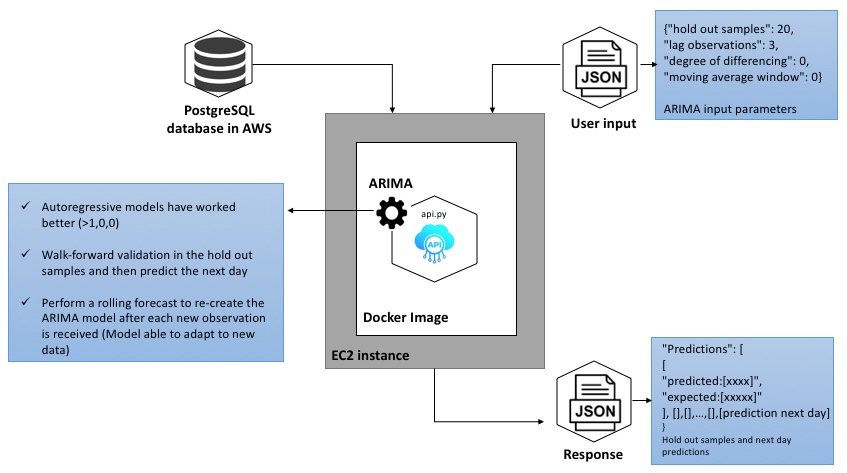 PostgreSQL
database in AWS
JSON
User input
{"hold out samples": 20,
"lag observations": 3,
"degree of differencing": 0,
"moving average window": 0}
ARIMA input parameters
✓ Autoregressive models have worked
better (>1,0,0)
✓ Walk-forward validation in the hold out
samples and then predict the next day
✓ Perform a rolling forecast to re-create the
ARIMA model after each new observation
is received (Model able to adapt to new
data)
ARIMA
api.py
API
Docker Image
EC2 instance
JSON
Response
"Predictions": [
[
"predicted:[xxxx]",
"expected:[xxxxx]"
], [],[],...,[],[prediction next day]
}
Hold out samples and next day
predictions